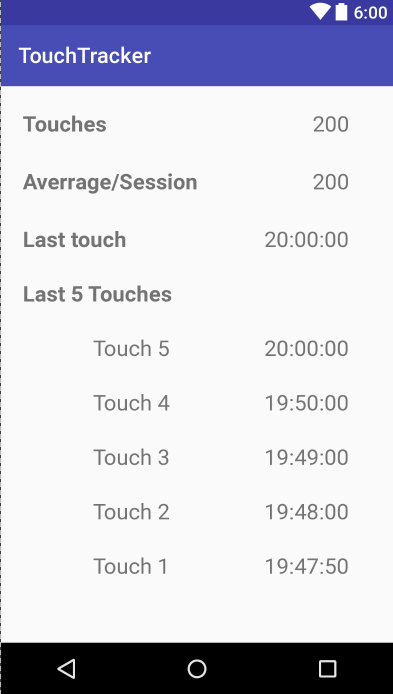 6:00
TouchTracker
Touches 200
Averrage/Session 200
Last touch 20:00:00
Last 5 Touches
Touch 5 20:00:00
Touch 4 19:50:00
Touch 3 19:49:00
Touch 2 19:48:00
Touch 1 19:47:50